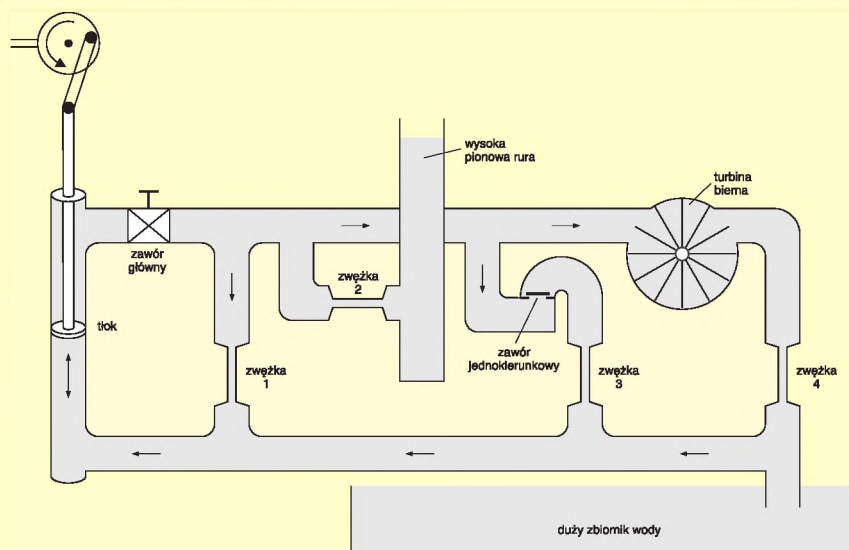 wysoka
pionowa rura
turbina
bierna
zawór
główny
zwężka
2
tłok
zawór
jednokierunkowy
zwężka
1
zwężka
3
zwężka
4
duży zbiornik wody